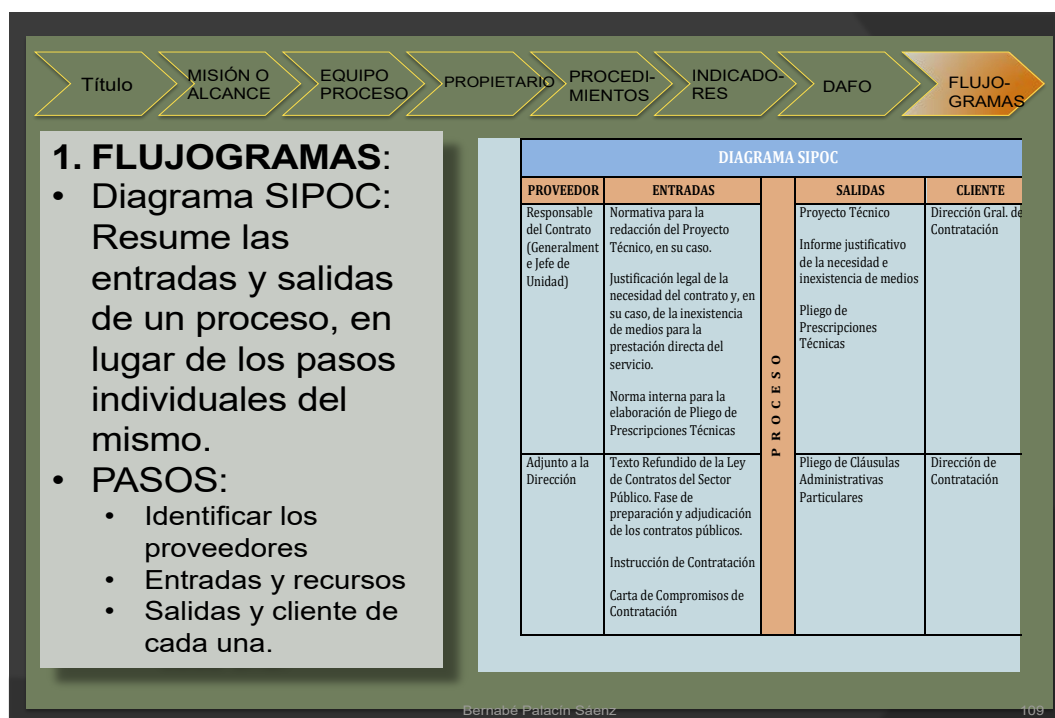 Título
MISIÓN O
ALCANCE
EQUIPO
PROCESO
PROPIETARIO
PROCEDI-
MIENTOS
INDICADO-
RES
DAFO
FLUJO-
GRAMAS
1. FLUJOGRAMAS:
• Diagrama SIPOC:
Resume las
entradas y salidas
de un proceso, en
lugar de los pasos
individuales del
mismo.
• PASOS:
• Identificar los
proveedores
• Entradas y recursos
• Salidas y cliente de
cada una.
DIAGRAMA SIPOC
PROVEEDOR
ENTRADAS
SALIDAS
CLIENTE
Responsable
del Contrato
(Generalment
e Jefe de
Unidad)
Normativa para la
redacción del Proyecto
Técnico, en su caso.
Justificación legal de la
necesidad del contrato y, en
su caso, de la inexistencia
de medios para la
prestación directa del
servicio.
Norma interna para la
elaboración de Pliego de
Prescripciones Técnicas
PROCESO
Proyecto Técnico
Informe justificativo
de la necesidad e
inexistencia de medios
Pliego de
Prescripciones
Técnicas
Dirección Gral. de
Contratación
Adjunto a la
Dirección
Texto Refundido de la Ley
de Contratos del Sector
Público. Fase de
preparación y adjudicación
de los contratos públicos.
Instrucción de Contratación
Carta de Compromisos de
Contratación
Pliego de Cláusulas
Administrativas
Particulares
Dirección de
Contratación
Bernabé Palacín Sáenz
109